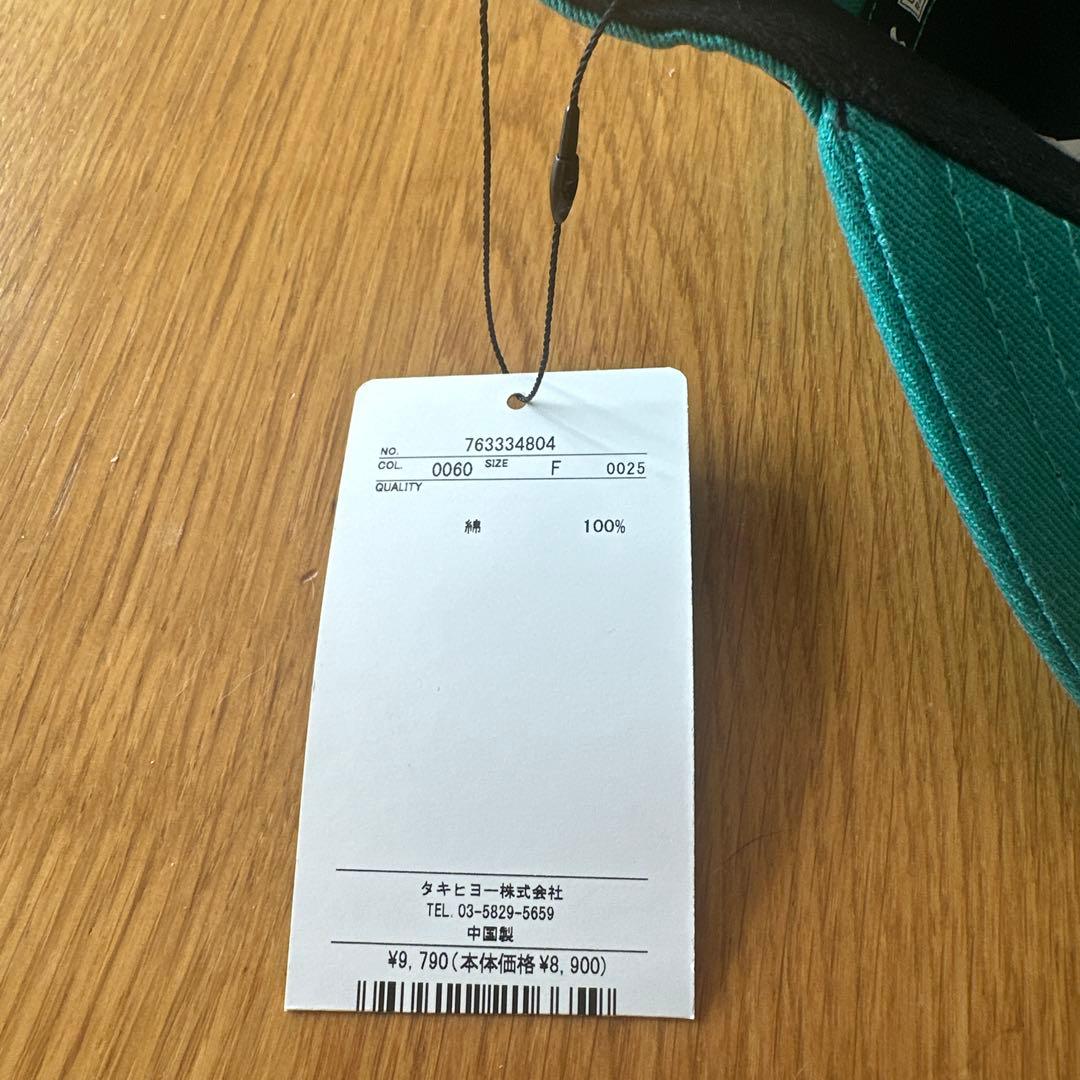 NO. 763334804
COL. 0060 SIZE F 0025
QUALITY
綿 100%
タキヒヨー株式会社
TEL. 03-5829-5659
中国製
¥9,790(本体価格¥8,900)